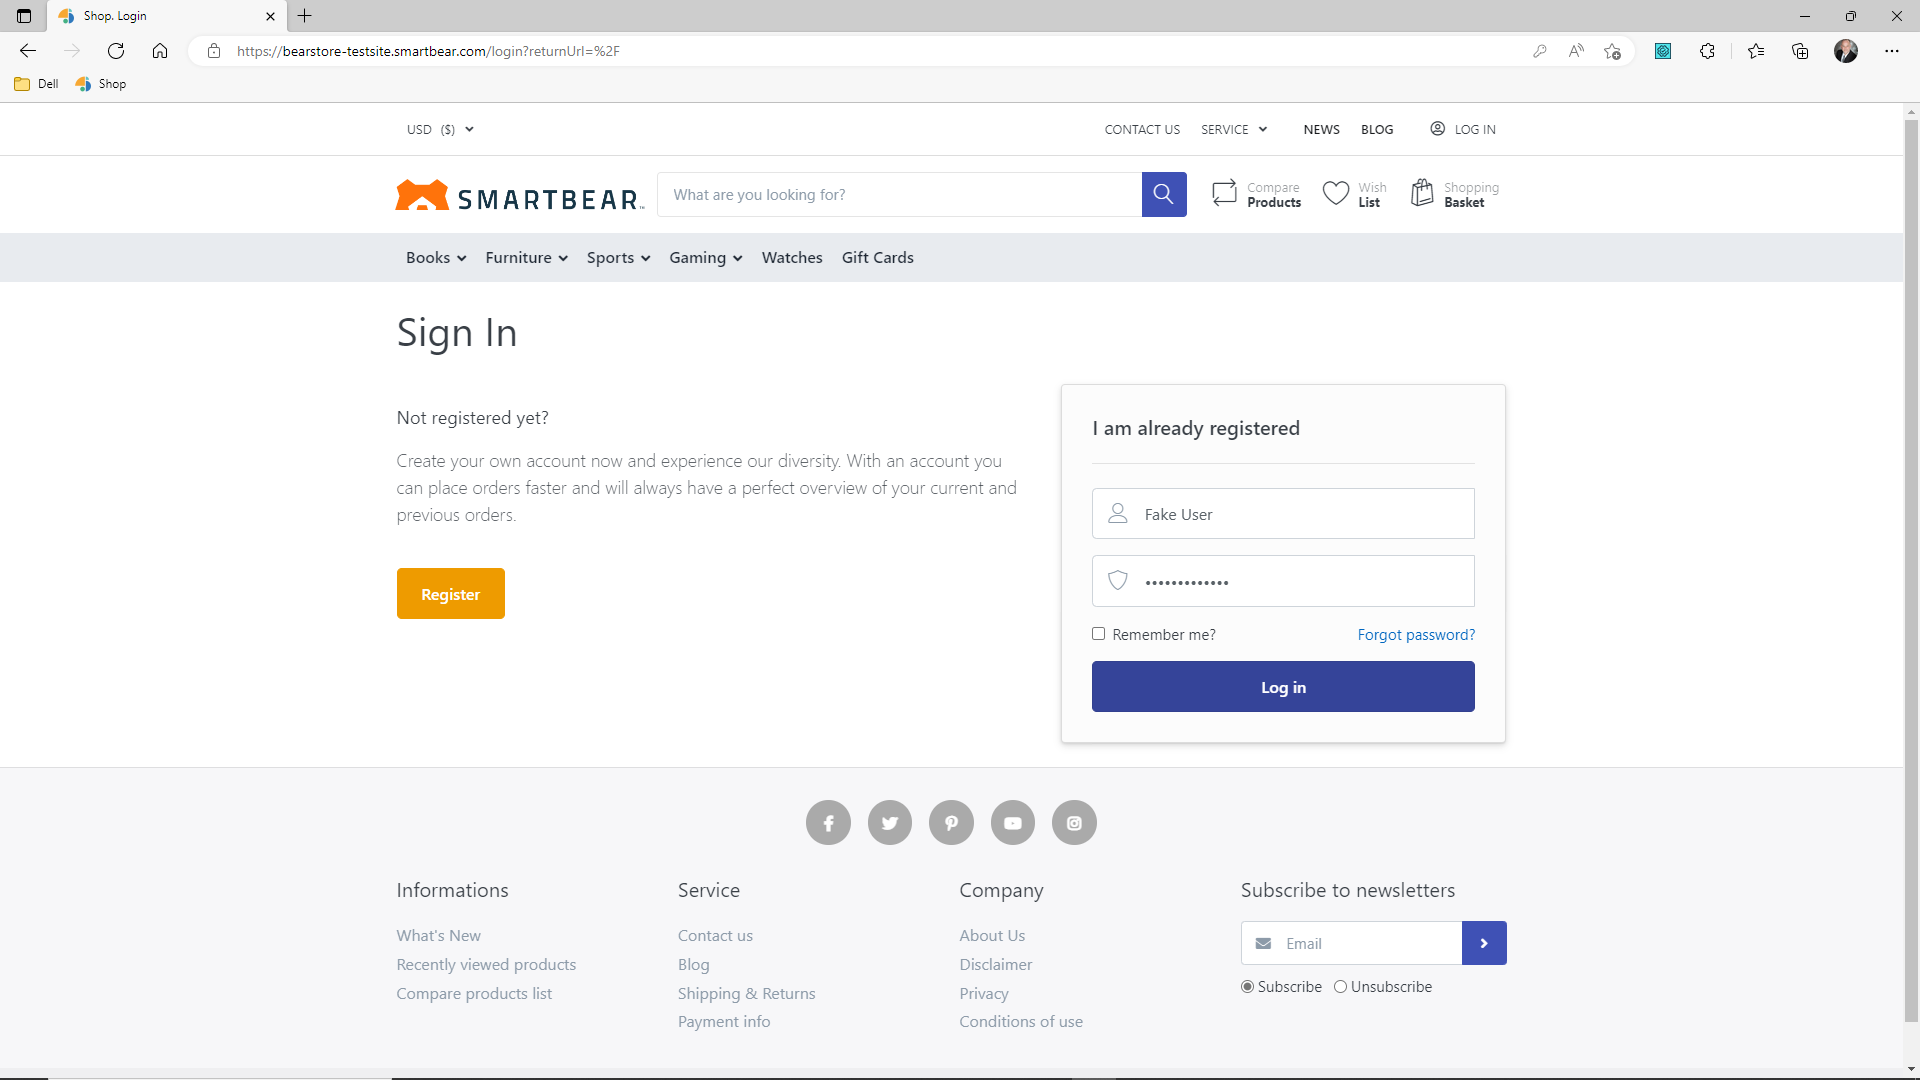 Shop. Login
https://bearstore-testsite.smartbear.com/login?returnUrl=%2F
Dell
Shop
USD ($)
CONTACT US
SERVICE
NEWS
BLOG
LOG IN
SMARTBEAR™
What are you looking for?
Compare
Products
Wish
List
Shopping
Basket
Books
Furniture
Sports
Gaming
Watches
Gift Cards
Sign In
Not registered yet?
Create your own account now and experience our diversity. With an account you
can place orders faster and will always have a perfect overview of your current and
previous orders.
Register
I am already registered
Fake User
•••••••••••••
Remember me?
Forgot password?
Log in
Informations
What's New
Recently viewed products
Compare products list
Service
Contact us
Blog
Shipping & Returns
Payment info
Company
About Us
Disclaimer
Privacy
Conditions of use
Subscribe to newsletters
Email
Subscribe
Unsubscribe